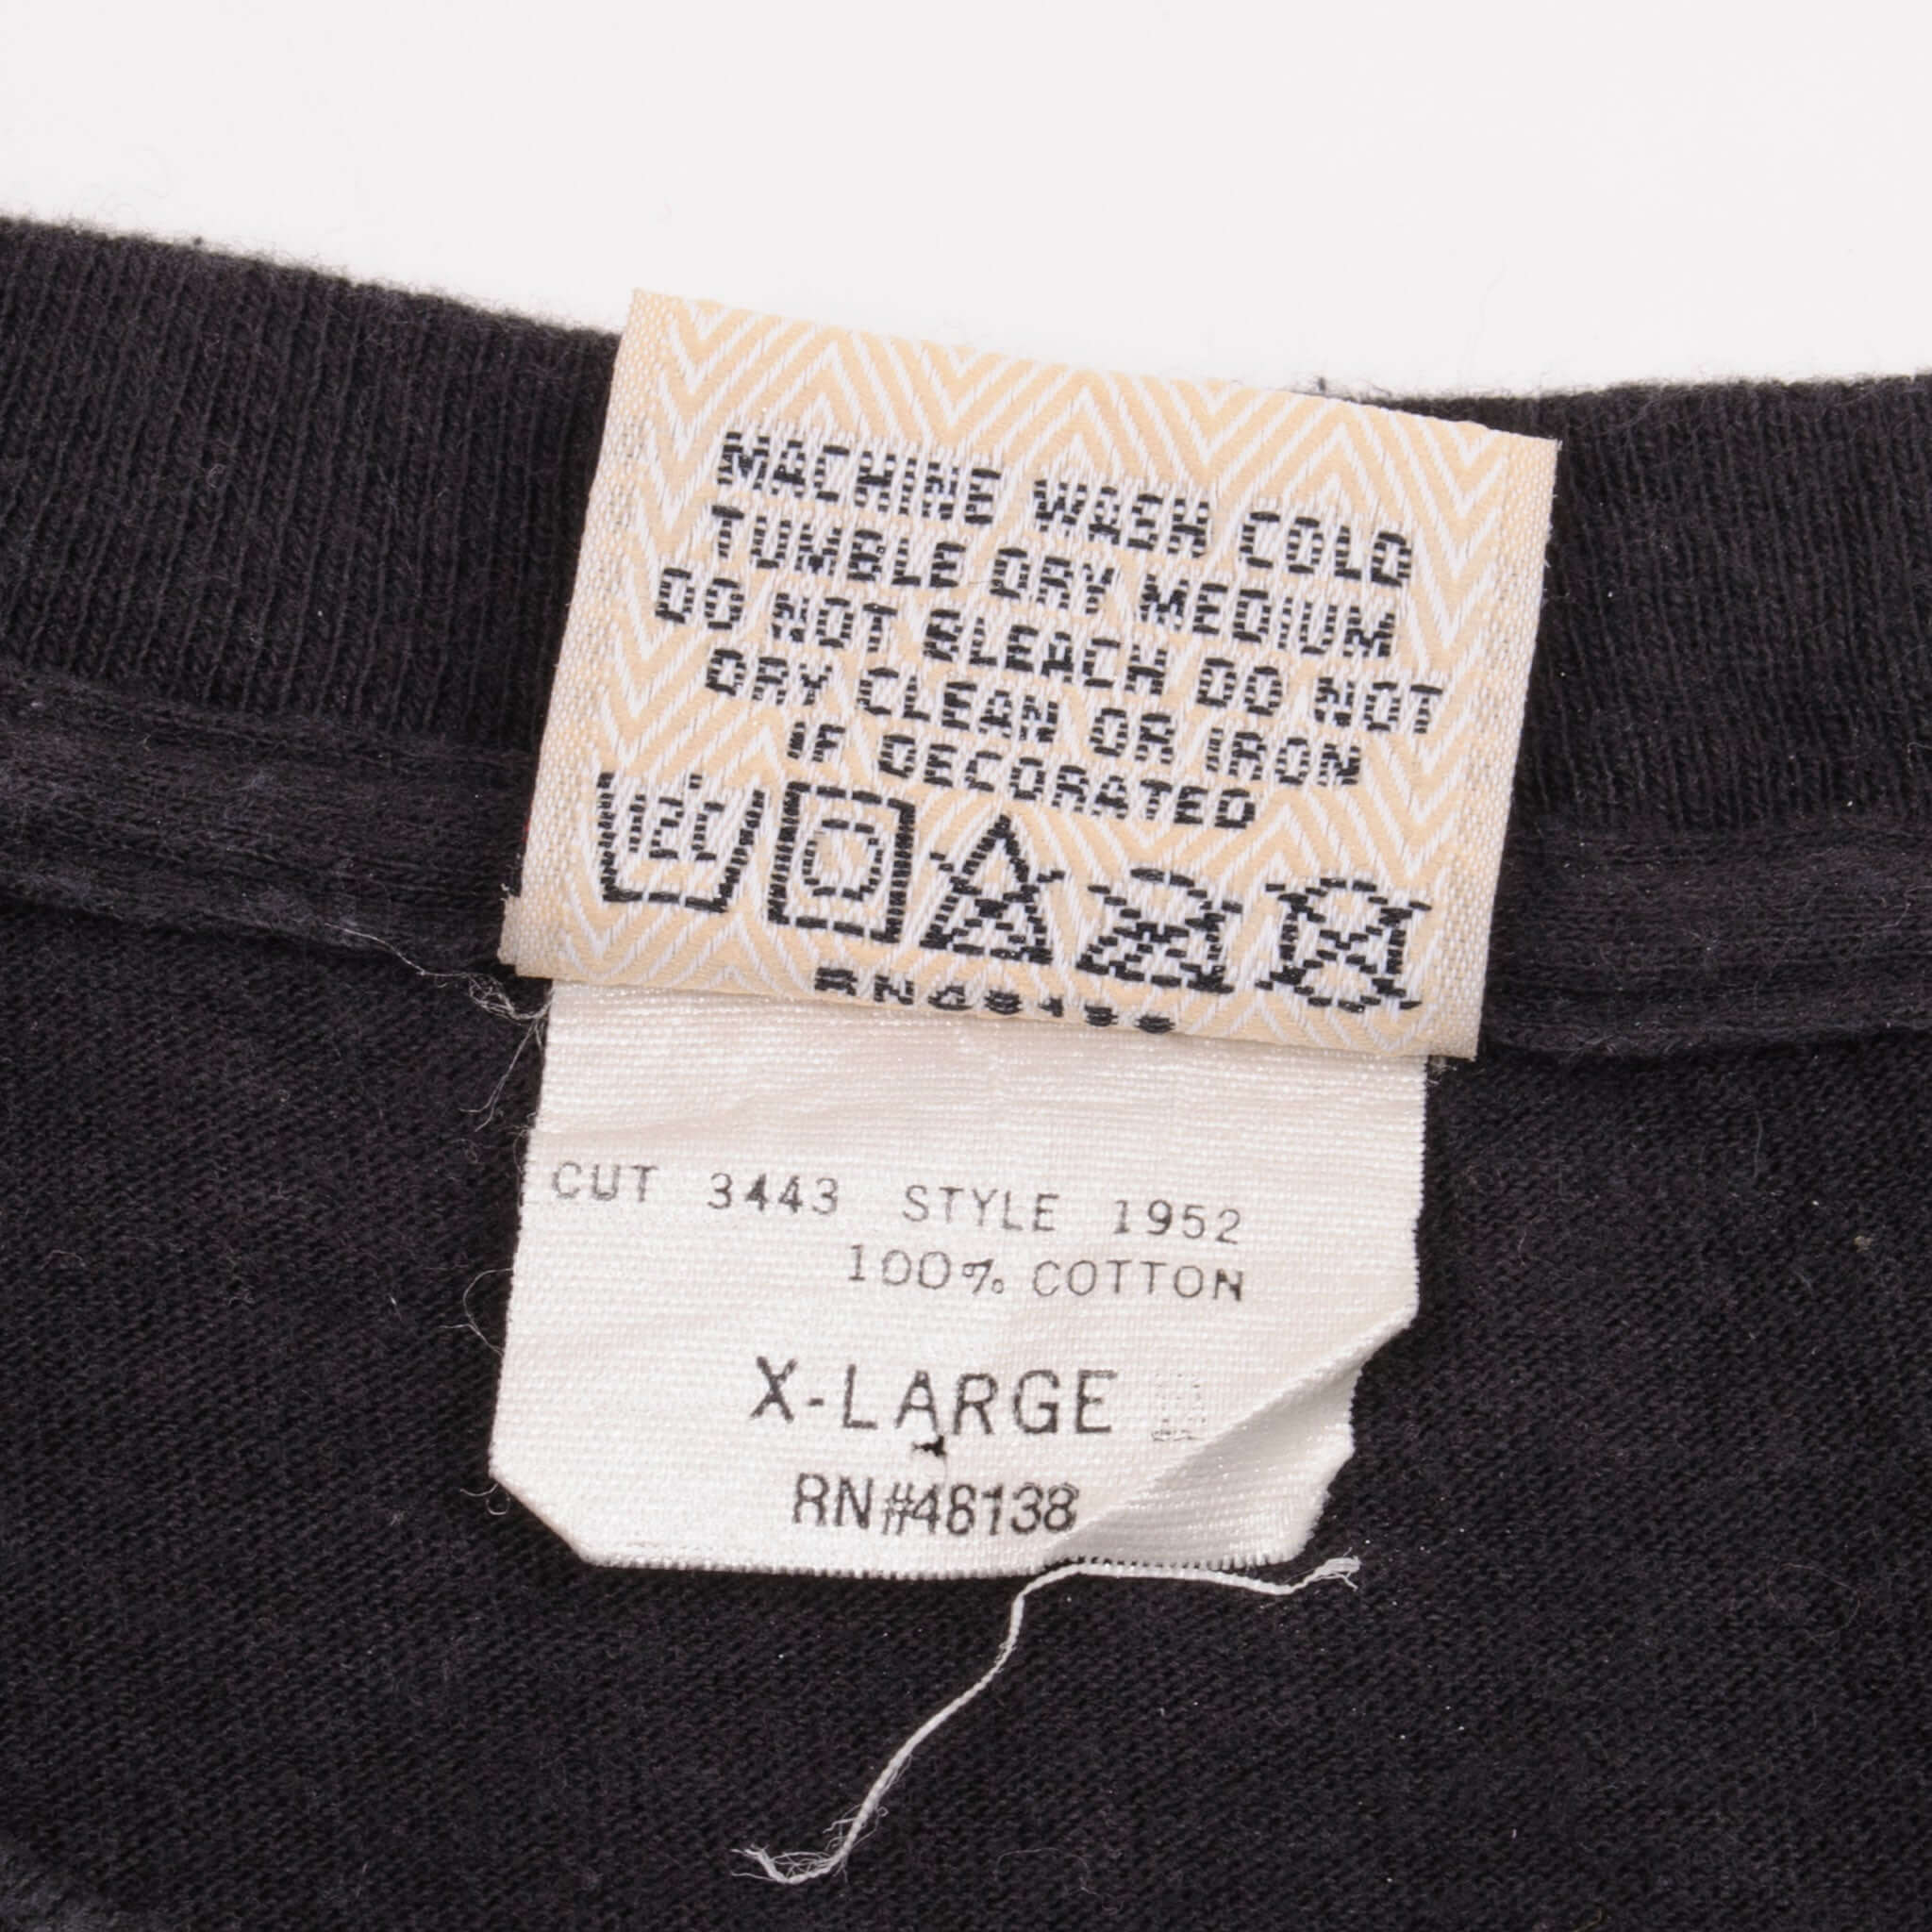 MACHINE WASH COLD
TUMBLE DRY MEDIUM
DO NOT BLEACH DO NOT
DRY CLEAN OR IRON
IF DECORATED
CUT 3443 STYLE 1952
100% COTTON
X-LARGE
RN#48138